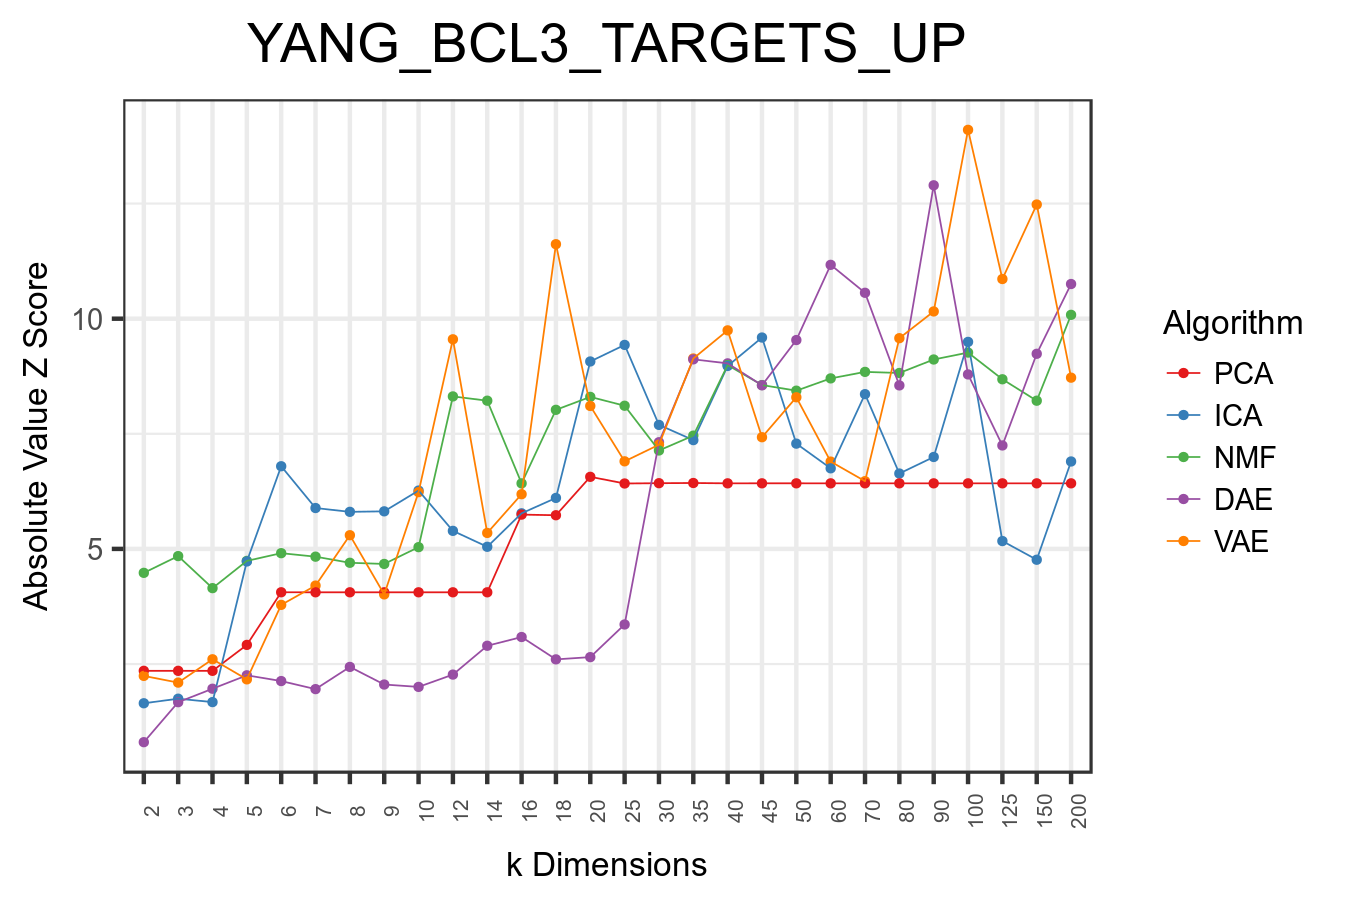 YANG_BCL3_TARGETS_UP
Absolute Value Z Score
10
5
2 3 4 5 6 7 8 9 10 12 14 16 18 20 25 30 35 40 45 50 60 70 80 90 100 125 150 200
k Dimensions
Algorithm
PCA
ICA
NMF
DAE
VAE